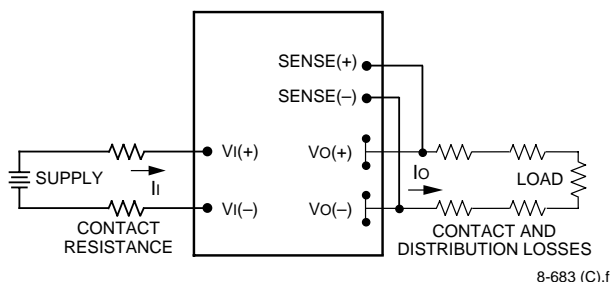 SENSE(+)
SENSE(–)
VI(+)
VO(+)
IO
SUPPLY
II
LOAD
VI(–)
VO(–)
CONTACT
RESISTANCE
CONTACT AND
DISTRIBUTION LOSSES
8-683 (C).f